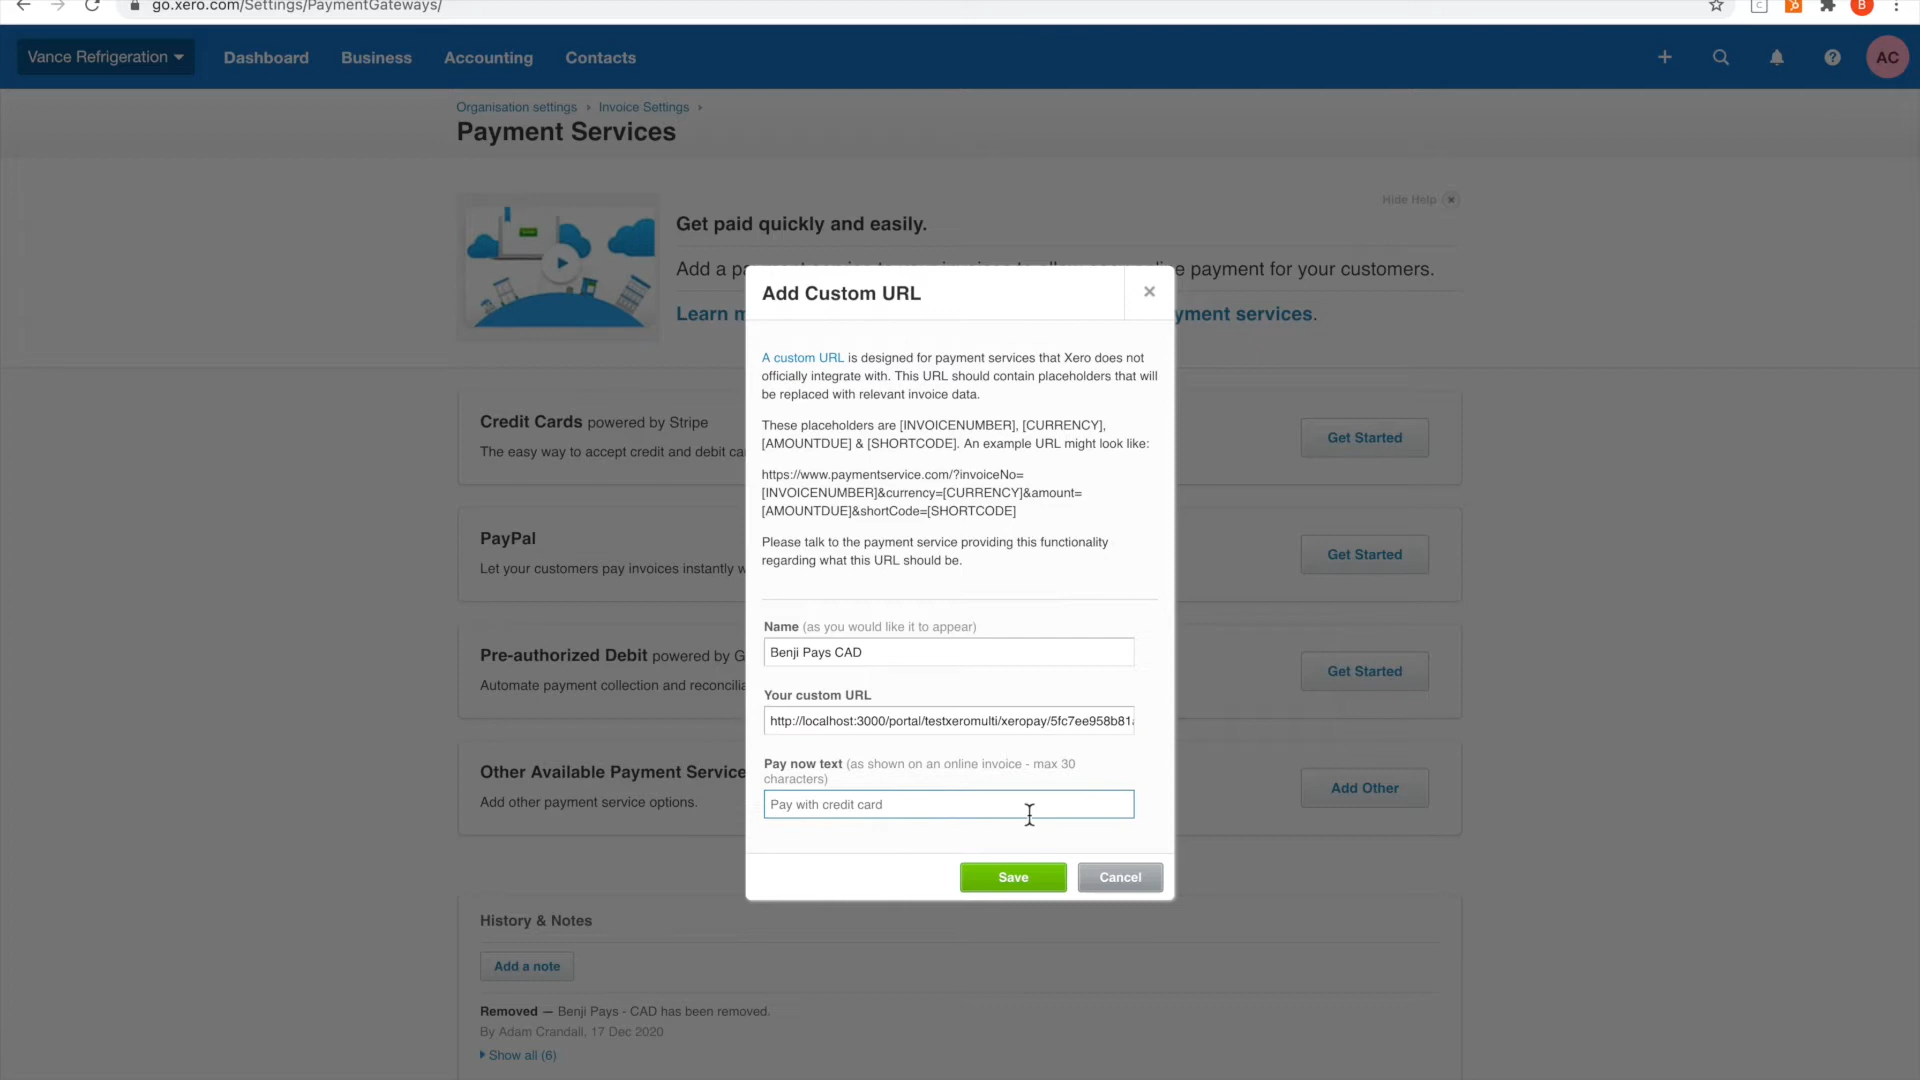 go.xero.com/Settings/PaymentGateways/
B
Vance Refrigeration
Dashboard
Business
Accounting
Contacts
AC
Organisation settings › Invoice Settings ›
Payment Services
Hide Help
Get paid quickly and easily.
Add a pa
e payment for your customers.
Learn m
yment services.
Add Custom URL
A custom URL is designed for payment services that Xero does not
officially integrate with. This URL should contain placeholders that will
be replaced with relevant invoice data.
These placeholders are [INVOICENUMBER], [CURRENCY],
[AMOUNTDUE] & [SHORTCODE]. An example URL might look like:
https://www.paymentservice.com/?invoiceNo=
[INVOICENUMBER]&currency=[CURRENCY]&amount=
[AMOUNTDUE]&shortCode=[SHORTCODE]
Please talk to the payment service providing this functionality
regarding what this URL should be.
Name (as you would like it to appear)
Benji Pays CAD
Your custom URL
http://localhost:3000/portal/testxeromulti/xeropay/5fc7ee958b81
Pay now text (as shown on an online invoice - max 30
characters)
Pay with credit card
Save
Cancel
Credit Cards powered by Stripe
The easy way to accept credit and debit ca
Get Started
PayPal
Let your customers pay invoices instantly w
Get Started
Pre-authorized Debit powered by G
Automate payment collection and reconcilia
Get Started
Other Available Payment Service
Add other payment service options.
Add Other
History & Notes
Add a note
Removed — Benji Pays - CAD has been removed.
By Adam Crandall, 17 Dec 2020
Show all (6)